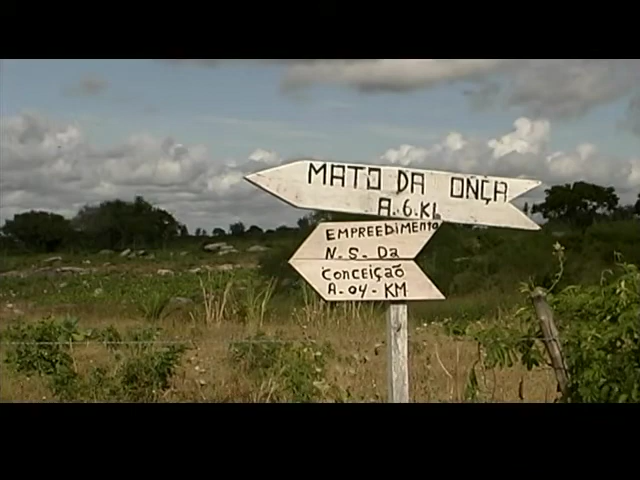 MATO DA ONÇA
A.6.KL
EMPREEDIMENTO
N.S.DA
CONCEIÇÃO
A-04-KM